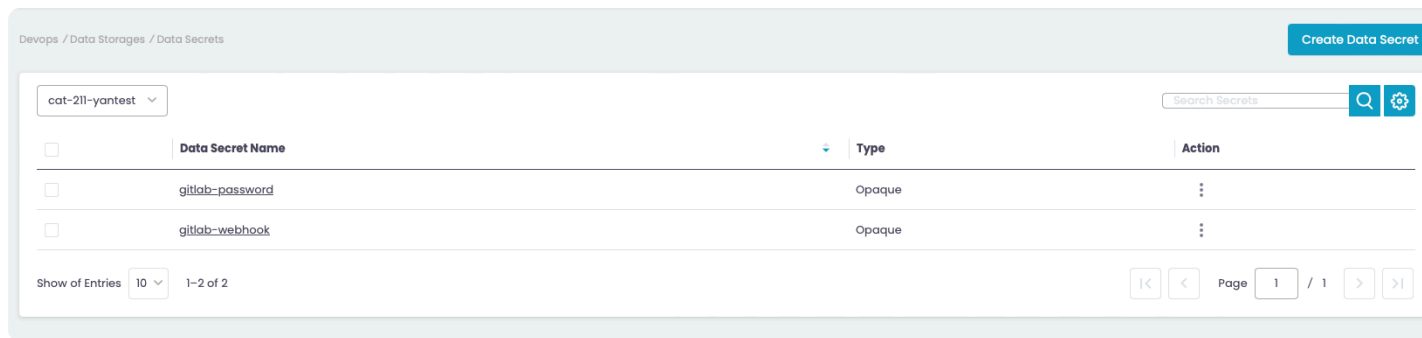 Devops / Data Storages / Data Secrets
Create Data Secret
cat-211-yantest
Search Secrets
Data Secret Name Type Action
gitlab-password Opaque
gitlab-webhook Opaque
Show of Entries 10 1–2 of 2 Page 1 / 1